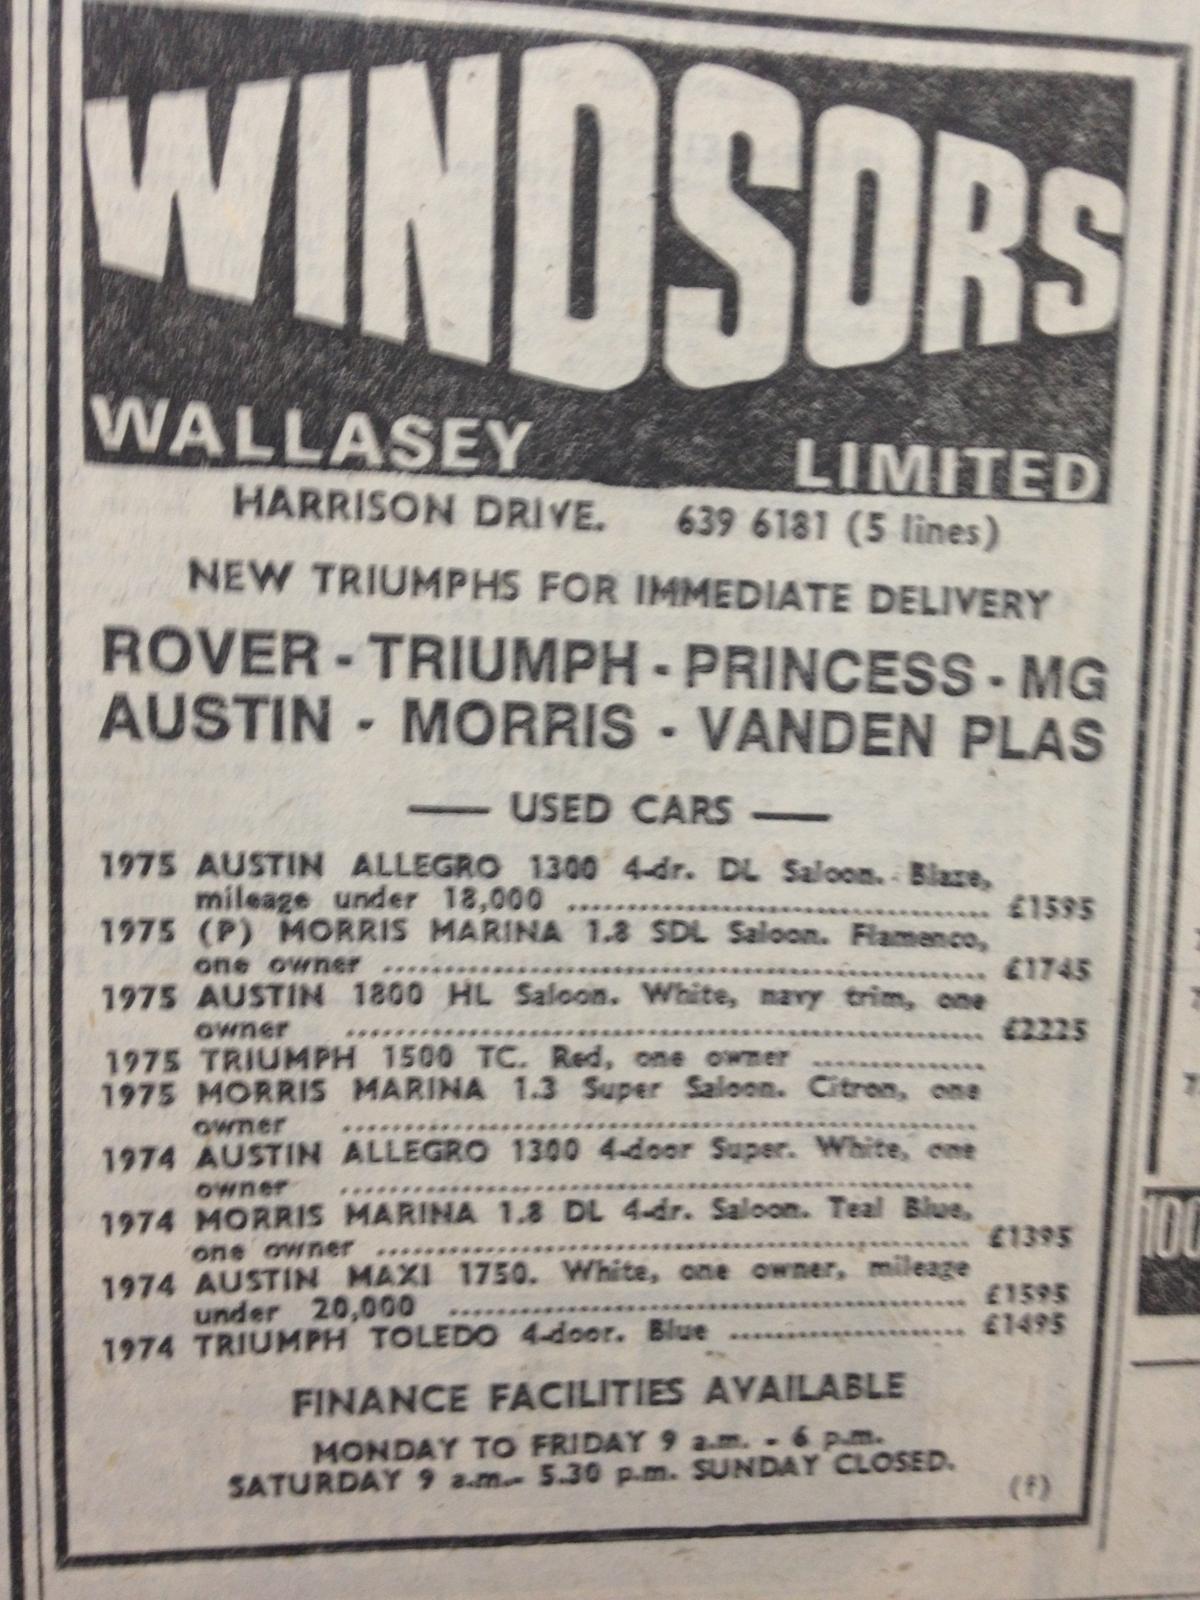 WINDSORS
WALLASEY LIMITED
HARRISON DRIVE. 639 6181 (5 lines)
NEW TRIUMPHS FOR IMMEDIATE DELIVERY
ROVER - TRIUMPH - PRINCESS - MG
AUSTIN - MORRIS - VANDEN PLAS
—— USED CARS ——
1975 AUSTIN ALLEGRO 1300 4-dr. DL Saloon. Blaze,
mileage under 18,000 .................................... £1595
1975 (P) MORRIS MARINA 1.8 SDL Saloon. Flamenco,
one owner .................................................... £1745
1975 AUSTIN 1800 HL Saloon. White, navy trim, one
owner ...................................................... £2225
1975 TRIUMPH 1500 TC. Red, one owner ...............
1975 MORRIS MARINA 1.3 Super Saloon. Citron, one
owner ......................................................
1974 AUSTIN ALLEGRO 1300 4-door Super. White, one
owner ......................................................
1974 MORRIS MARINA 1.8 DL 4-dr. Saloon. Teal Blue,
one owner .................................................. £1395
1974 AUSTIN MAXI 1750. White, one owner, mileage
under 20,000 ............................................ £1595
1974 TRIUMPH TOLEDO 4-door. Blue .................... £1495
FINANCE FACILITIES AVAILABLE
MONDAY TO FRIDAY 9 a.m. - 6 p.m.
SATURDAY 9 a.m.- 5.30 p.m. SUNDAY CLOSED.
(f)
100